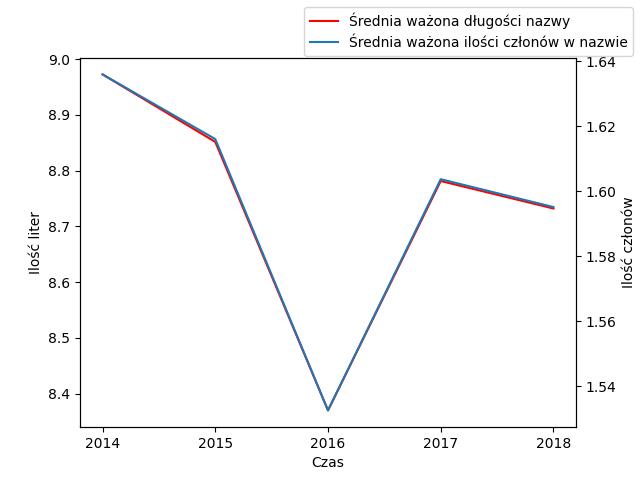 Średnia ważona długości nazwy
Średnia ważona ilości członów w nazwie
9.0
8.9
8.8
8.7
8.6
8.5
8.4
Ilość liter
1.64
1.62
1.60
1.58
1.56
1.54
Ilość członów
2014 2015 2016 2017 2018
Czas